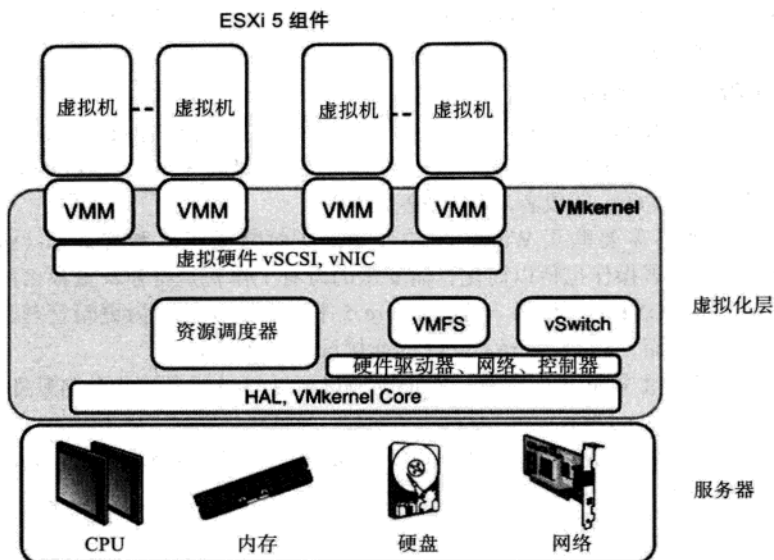 ESXi 5 组件
虚拟机 虚拟机 虚拟机 虚拟机
VMM VMM VMM VMM VMkernel
虚拟硬件 vSCSI, vNIC
虚拟化层
资源调度器 VMFS vSwitch
硬件驱动器、网络、控制器
HAL, VMkernel Core
服务器
CPU 内存 硬盘 网络